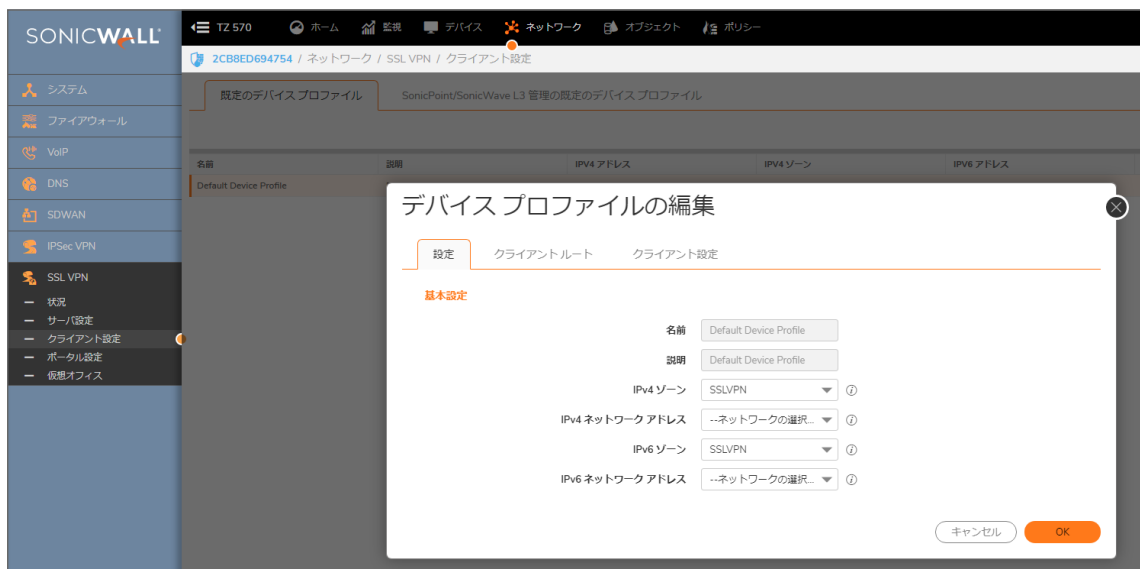 SONICWALL
TZ 570 ホーム 監視 デバイス ネットワーク オブジェクト ポリシー
2CB8ED694754 / ネットワーク / SSL VPN / クライアント設定
システム
ファイアウォール
VoIP
DNS
SDWAN
IPSec VPN
SSL VPN
状況
サーバ設定
クライアント設定
ポータル設定
仮想オフィス
既定のデバイス プロファイル SonicPoint/SonicWave L3 管理の既定のデバイス プロファイル
名前 説明 IPV4 アドレス IPV4 ゾーン IPV6 アドレス
Default Device Profile
デバイス プロファイルの編集
設定 クライアント ルート クライアント設定
基本設定
名前 Default Device Profile
説明 Default Device Profile
IPv4 ゾーン SSLVPN
IPv4 ネットワーク アドレス --ネットワークの選択...
IPv6 ゾーン SSLVPN
IPv6 ネットワーク アドレス --ネットワークの選択...
キャンセル OK